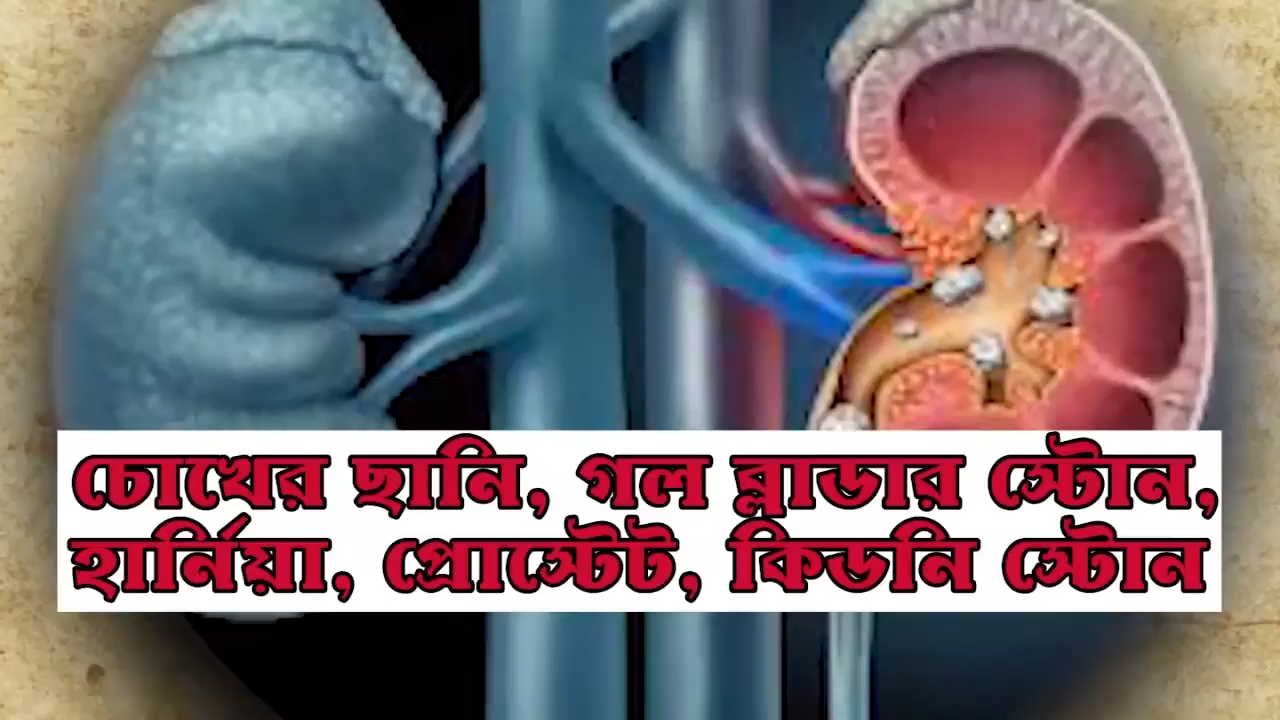 চোখের ছানি, গল ব্লাডার স্টোন,
হার্নিয়া, প্রোস্টেট, কিডনি স্টোন